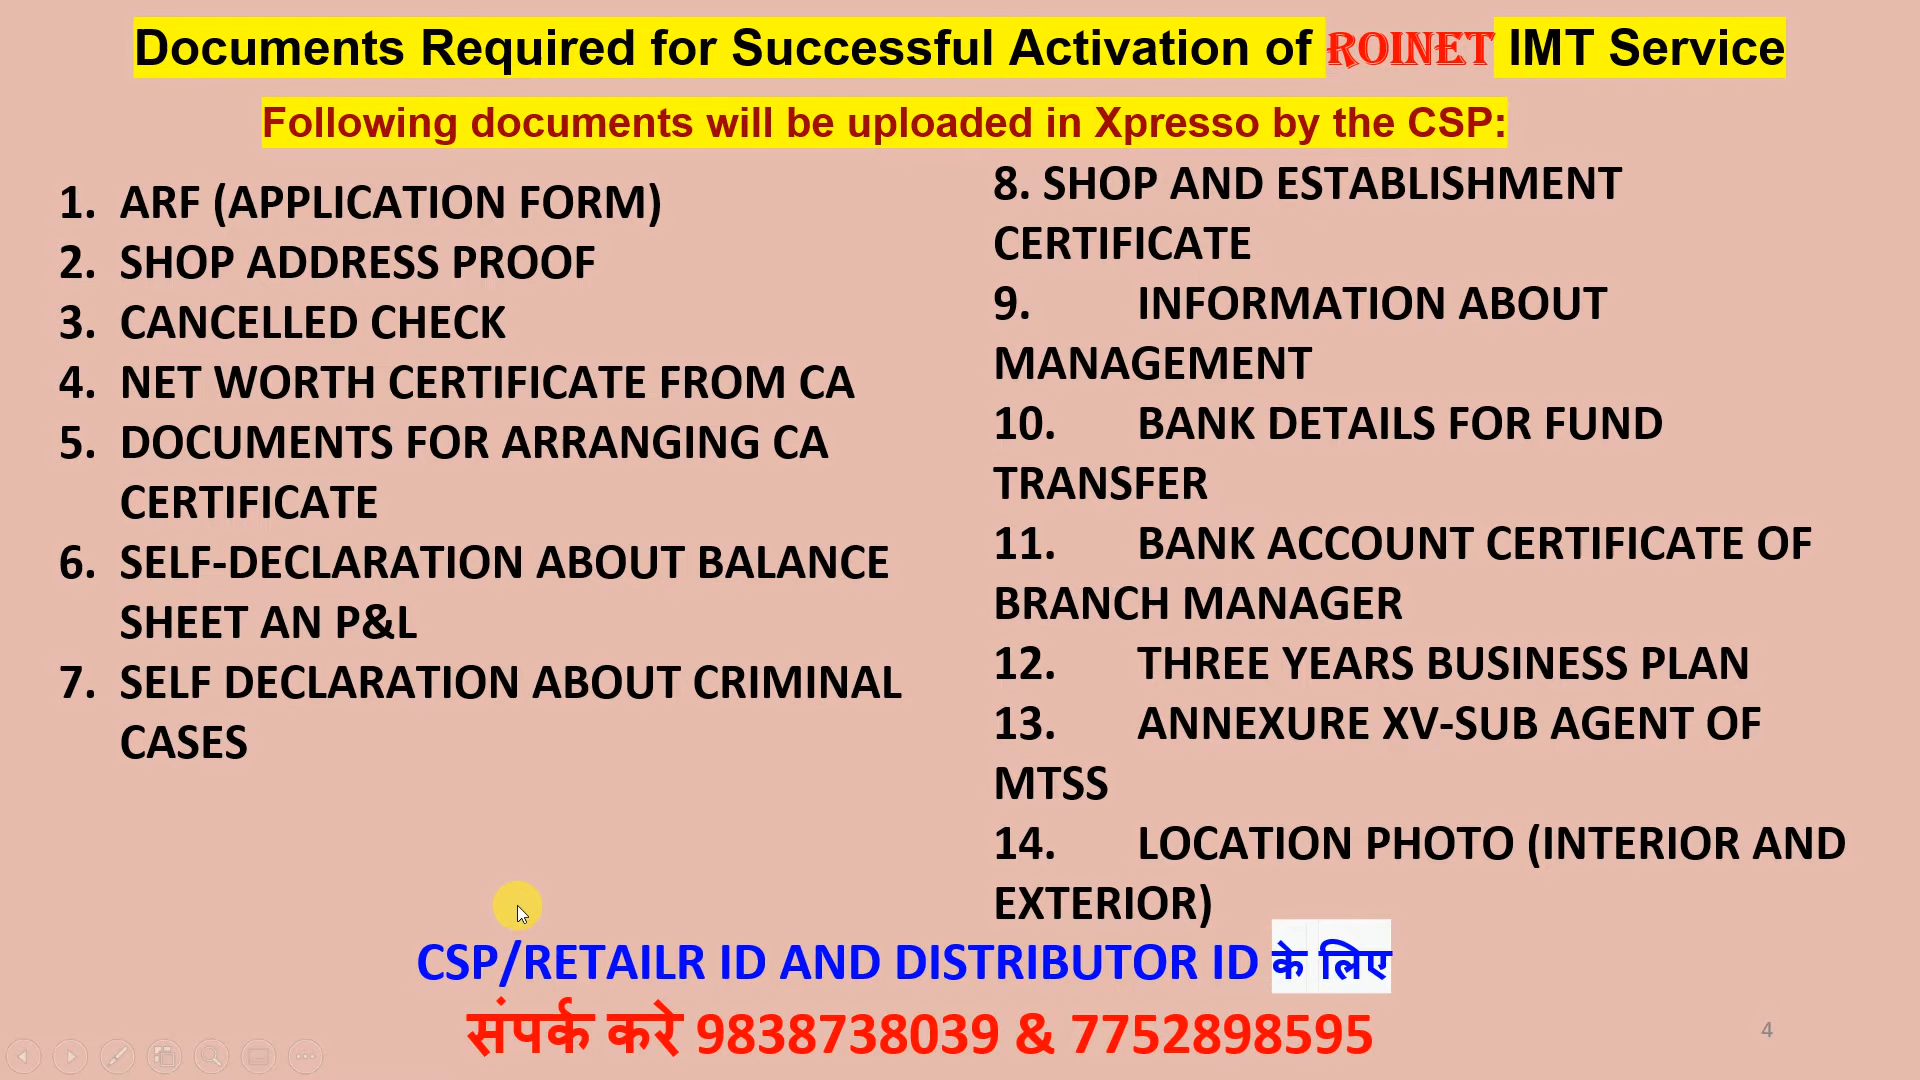 Documents Required for Successful Activation of ROINET IMT Service
Following documents will be uploaded in Xpresso by the CSP:
1. ARF (APPLICATION FORM)
2. SHOP ADDRESS PROOF
3. CANCELLED CHECK
4. NET WORTH CERTIFICATE FROM CA
5. DOCUMENTS FOR ARRANGING CA
CERTIFICATE
6. SELF-DECLARATION ABOUT BALANCE
SHEET AN P&L
7. SELF DECLARATION ABOUT CRIMINAL
CASES
8. SHOP AND ESTABLISHMENT
CERTIFICATE
9. INFORMATION ABOUT
MANAGEMENT
10. BANK DETAILS FOR FUND
TRANSFER
11. BANK ACCOUNT CERTIFICATE OF
BRANCH MANAGER
12. THREE YEARS BUSINESS PLAN
13. ANNEXURE XV-SUB AGENT OF
MTSS
14. LOCATION PHOTO (INTERIOR AND
EXTERIOR)
CSP/RETAILR ID AND DISTRIBUTOR ID के लिए
संपर्क करे 9838738039 & 7752898595
4